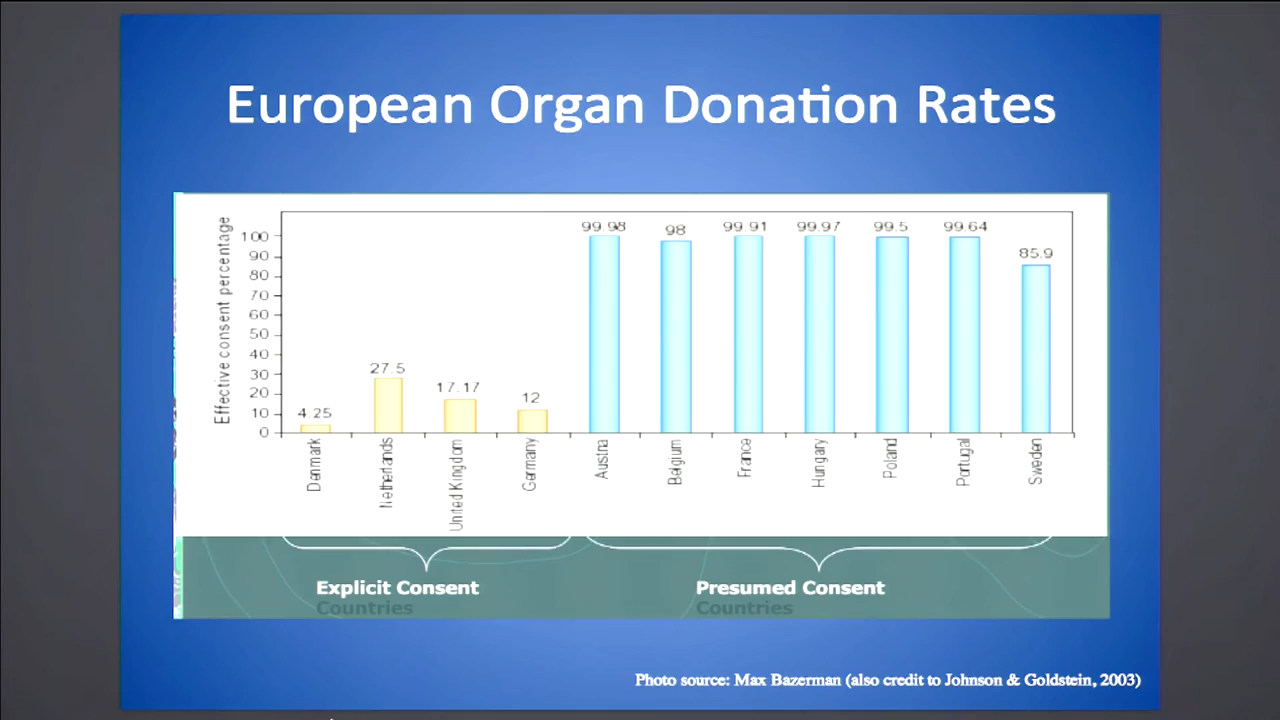 European Organ Donation Rates
Effective consent percentage
100
90
80
70
60
50
40
30
20
10
0
4.25
27.5
17.17
12
99.98
98
99.91
99.97
99.5
99.64
85.9
Denmark
Netherlands
United Kingdom
Germany
Austria
Belgium
France
Hungary
Poland
Portugal
Sweden
Explicit Consent
Countries
Presumed Consent
Countries
Photo source: Max Bazerman (also credit to Johnson & Goldstein, 2003)